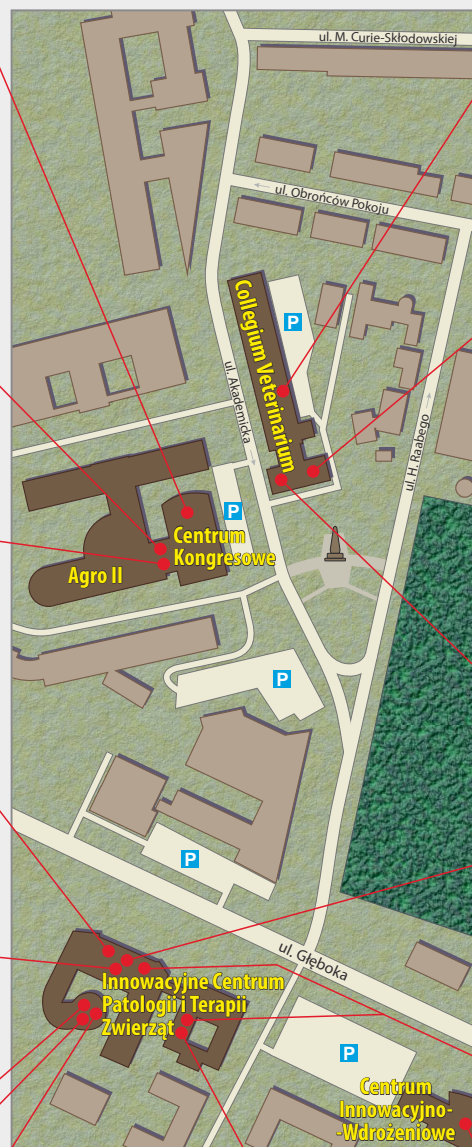 ul. M. Curie-Skłodowskiej
ul. Obrońców Pokoju
Collegium Veterinarium
P
ul. Akademicka
ul. H. Raabego
P
Centrum
Kongresowe
Agro II
P
P
ul. Głęboka
Innowacyjne Centrum
Patologii i Terapii
Zwierząt
P
Centrum
Innowacyjno-
-Wdrożeniowe